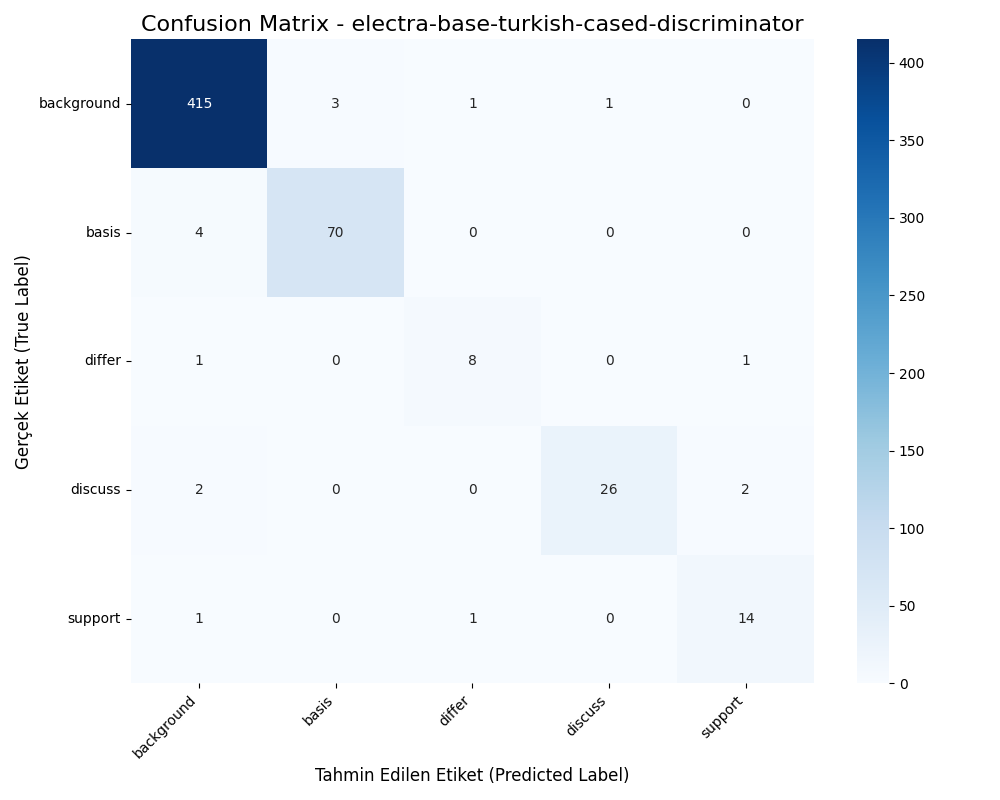 Confusion Matrix - electra-base-turkish-cased-discriminator
background 415 3 1 1 0
basis 4 70 0 0 0
differ 1 0 8 0 1
discuss 2 0 0 26 2
support 1 0 1 0 14
background basis differ discuss support
Tahmin Edilen Etiket (Predicted Label)
Gerçek Etiket (True Label)
400
350
300
250
200
150
100
50
0